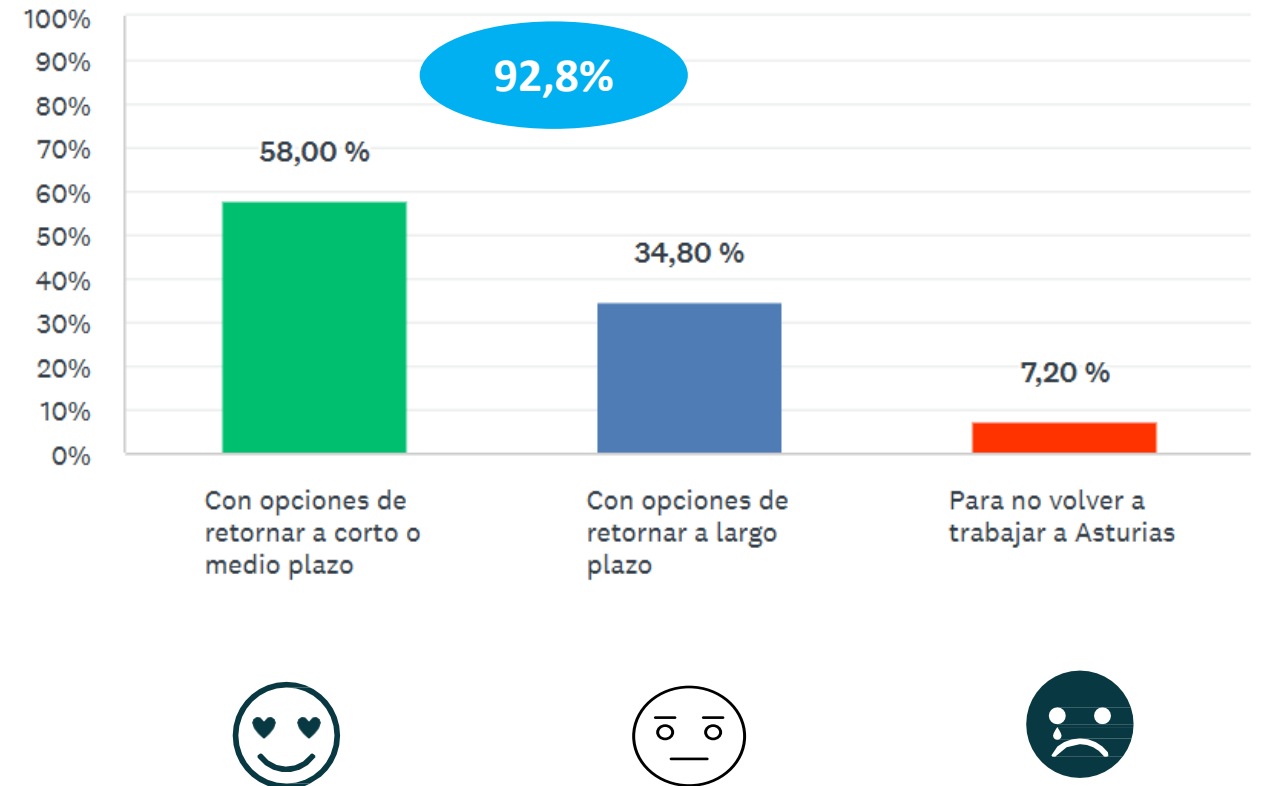 100%
90%
80%
70%
60%
50%
40%
30%
20%
10%
0%
92,8%
58,00 %
34,80 %
7,20 %
Con opciones de
retornar a corto o
medio plazo
Con opciones de
retornar a largo
plazo
Para no volver a
trabajar a Asturias